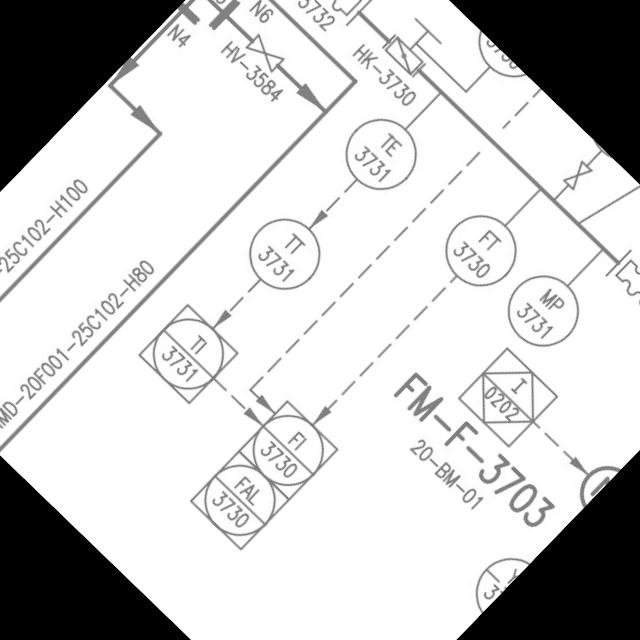 N6
3732
N4
HV-3584
HK-3730
TE
3731
-25C102-H100
TT
3731
FT
3730
MD-20F001-25C102-H80
MP
3731
TI
3731
I
0202
FM-F-3703
20-BM-01
FI
3730
FAL
3730